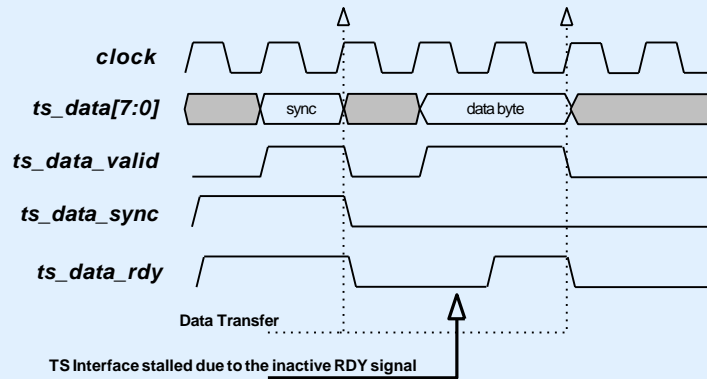 clock
ts_data[7:0]
sync
data byte
ts_data_valid
ts_data_sync
ts_data_rdy
Data Transfer
TS Interface stalled due to the inactive RDY signal